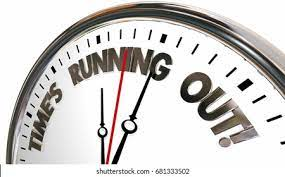 TIME'S RUNNING OUT!
shutterstock.com · 681333502